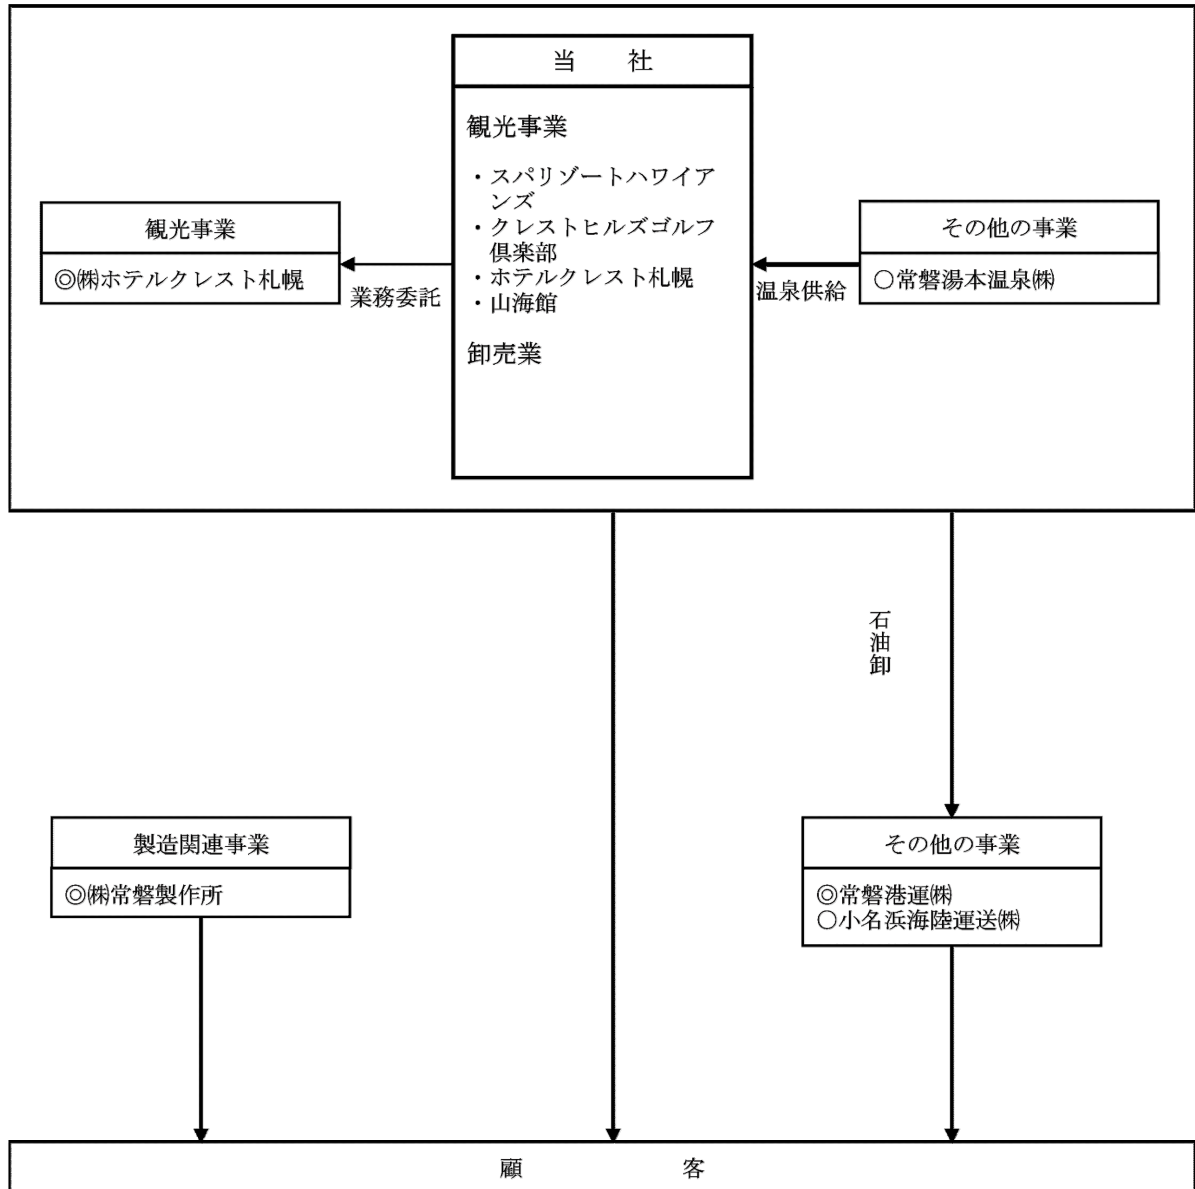 当　　社
観光事業
・スパリゾートハワイア
ンズ
・クレストヒルズゴルフ
倶楽部
・ホテルクレスト札幌
・山海館
卸売業
観光事業
◎㈱ホテルクレスト札幌
業務委託
その他の事業
○常磐湯本温泉㈱
温泉供給
石油卸
製造関連事業
◎㈱常磐製作所
その他の事業
◎常磐港運㈱
○小名浜海陸運送㈱
顧　　　　　　　客